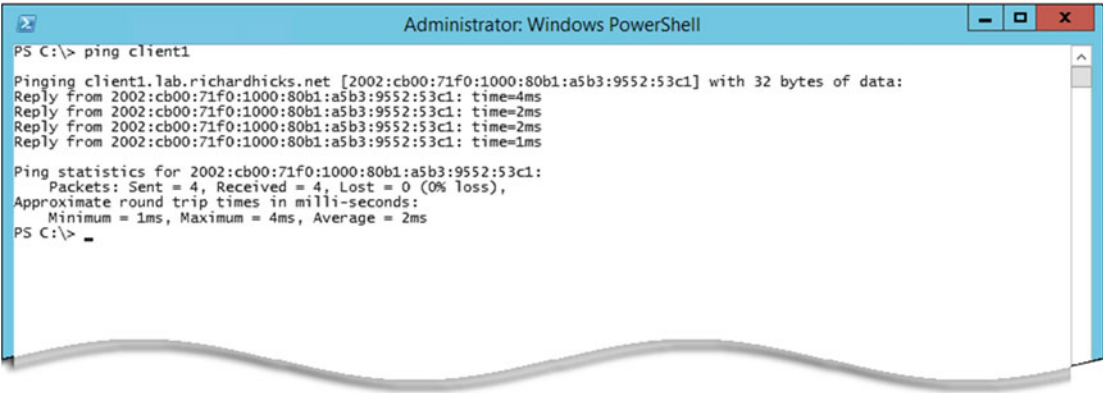 Administrator: Windows PowerShell
PS C:\> ping client1
Pinging client1.lab.richardhicks.net [2002:cb00:71f0:1000:80b1:a5b3:9552:53c1] with 32 bytes of data:
Reply from 2002:cb00:71f0:1000:80b1:a5b3:9552:53c1: time=4ms
Reply from 2002:cb00:71f0:1000:80b1:a5b3:9552:53c1: time=2ms
Reply from 2002:cb00:71f0:1000:80b1:a5b3:9552:53c1: time=2ms
Reply from 2002:cb00:71f0:1000:80b1:a5b3:9552:53c1: time=1ms
Ping statistics for 2002:cb00:71f0:1000:80b1:a5b3:9552:53c1:
    Packets: Sent = 4, Received = 4, Lost = 0 (0% loss),
Approximate round trip times in milli-seconds:
    Minimum = 1ms, Maximum = 4ms, Average = 2ms
PS C:\> _